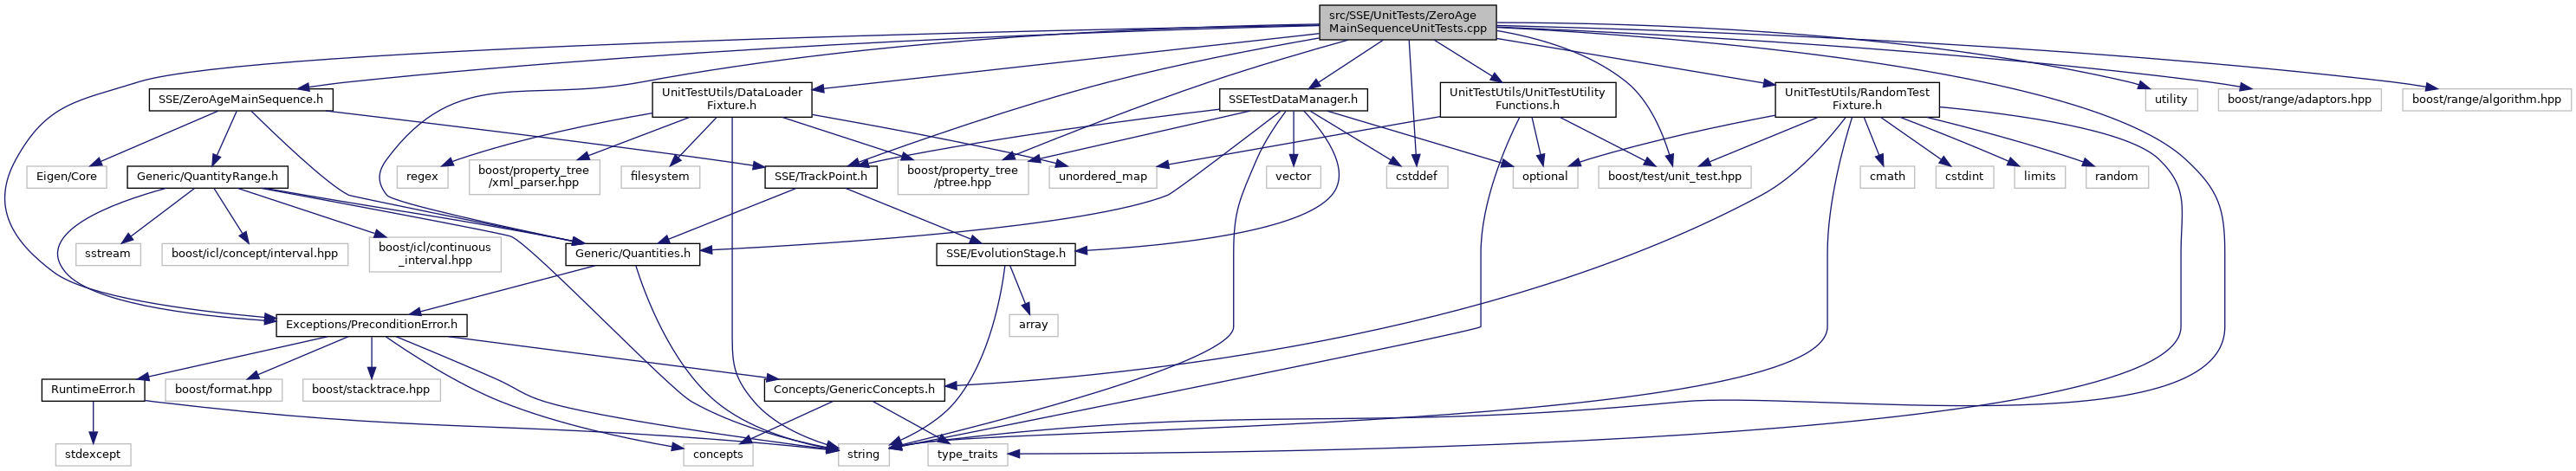 src/SSE/UnitTests/ZeroAge
MainSequenceUnitTests.cpp
SSE/ZeroAgeMainSequence.h
UnitTestUtils/DataLoader
Fixture.h
SSETestDataManager.h
UnitTestUtils/UnitTestUtility
Functions.h
UnitTestUtils/RandomTest
Fixture.h
utility
boost/range/adaptors.hpp
boost/range/algorithm.hpp
Eigen/Core
Generic/QuantityRange.h
regex
boost/property_tree
/xml_parser.hpp
filesystem
SSE/TrackPoint.h
boost/property_tree
/ptree.hpp
unordered_map
vector
cstddef
optional
boost/test/unit_test.hpp
cmath
cstdint
limits
random
sstream
boost/icl/concept/interval.hpp
boost/icl/continuous
_interval.hpp
Generic/Quantities.h
SSE/EvolutionStage.h
Exceptions/PreconditionError.h
array
RuntimeError.h
boost/format.hpp
boost/stacktrace.hpp
Concepts/GenericConcepts.h
stdexcept
concepts
string
type_traits